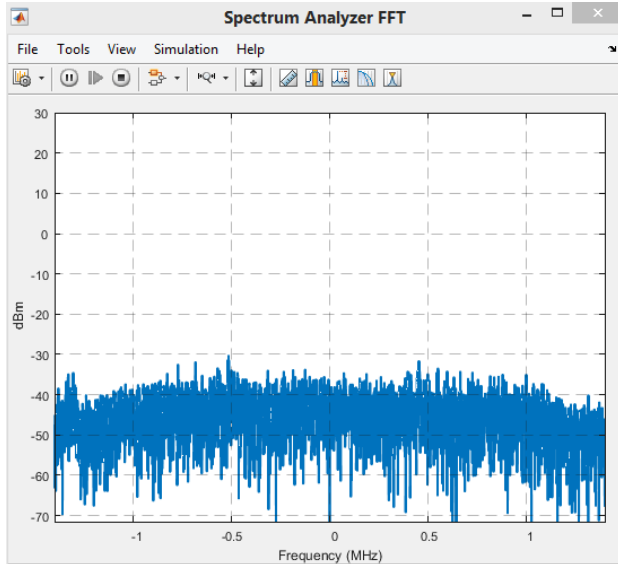 Spectrum Analyzer FFT
File Tools View Simulation Help
30
20
10
0
-10
-20
-30
-40
-50
-60
-70
dBm
-1 -0.5 0 0.5 1
Frequency (MHz)